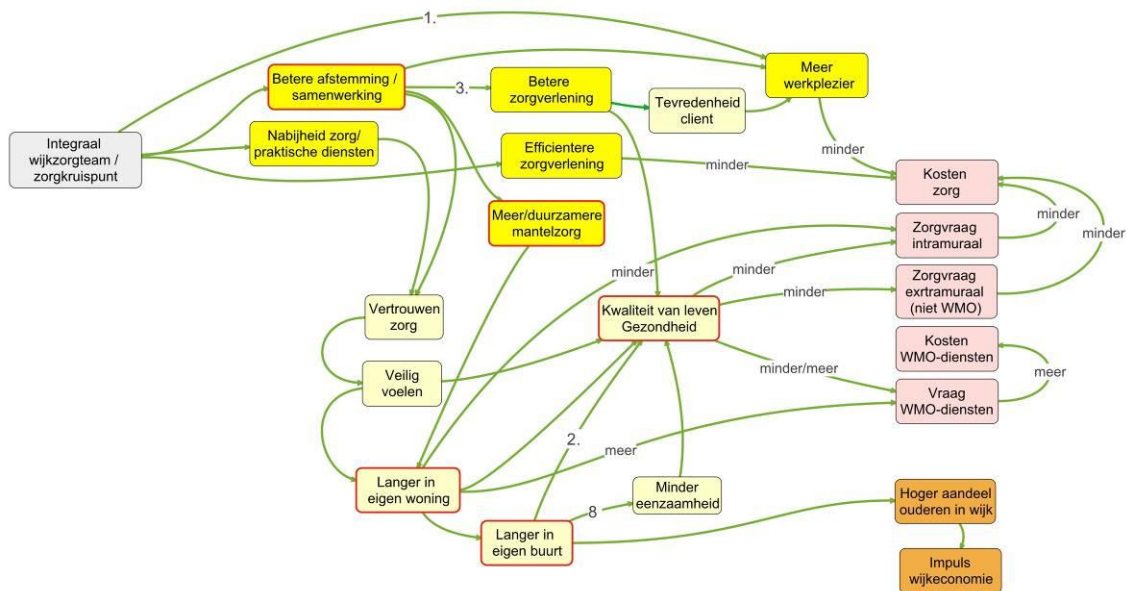 1.
Meer
werkplezier
Betere afstemming /
samenwerking
3.
Betere
zorgverlening
Tevredenheid
client
Integraal
wijkzorgteam /
zorgkruispunt
Nabijheid zorg/
praktische diensten
Efficientere
zorgverlening
minder
minder
Kosten
zorg
Meer/duurzamere
mantelzorg
Zorgvraag
intramuraal
minder
minder
minder
minder
Zorgvraag
exrtramuraal
(niet WMO)
minder
Vertrouwen
zorg
Kwaliteit van leven
Gezondheid
Kosten
WMO-diensten
Veilig
voelen
minder/meer
meer
Vraag
WMO-diensten
2.
meer
Langer in
eigen woning
Minder
eenzaamheid
8
Langer in
eigen buurt
Hoger aandeel
ouderen in wijk
Impuls
wijkeconomie